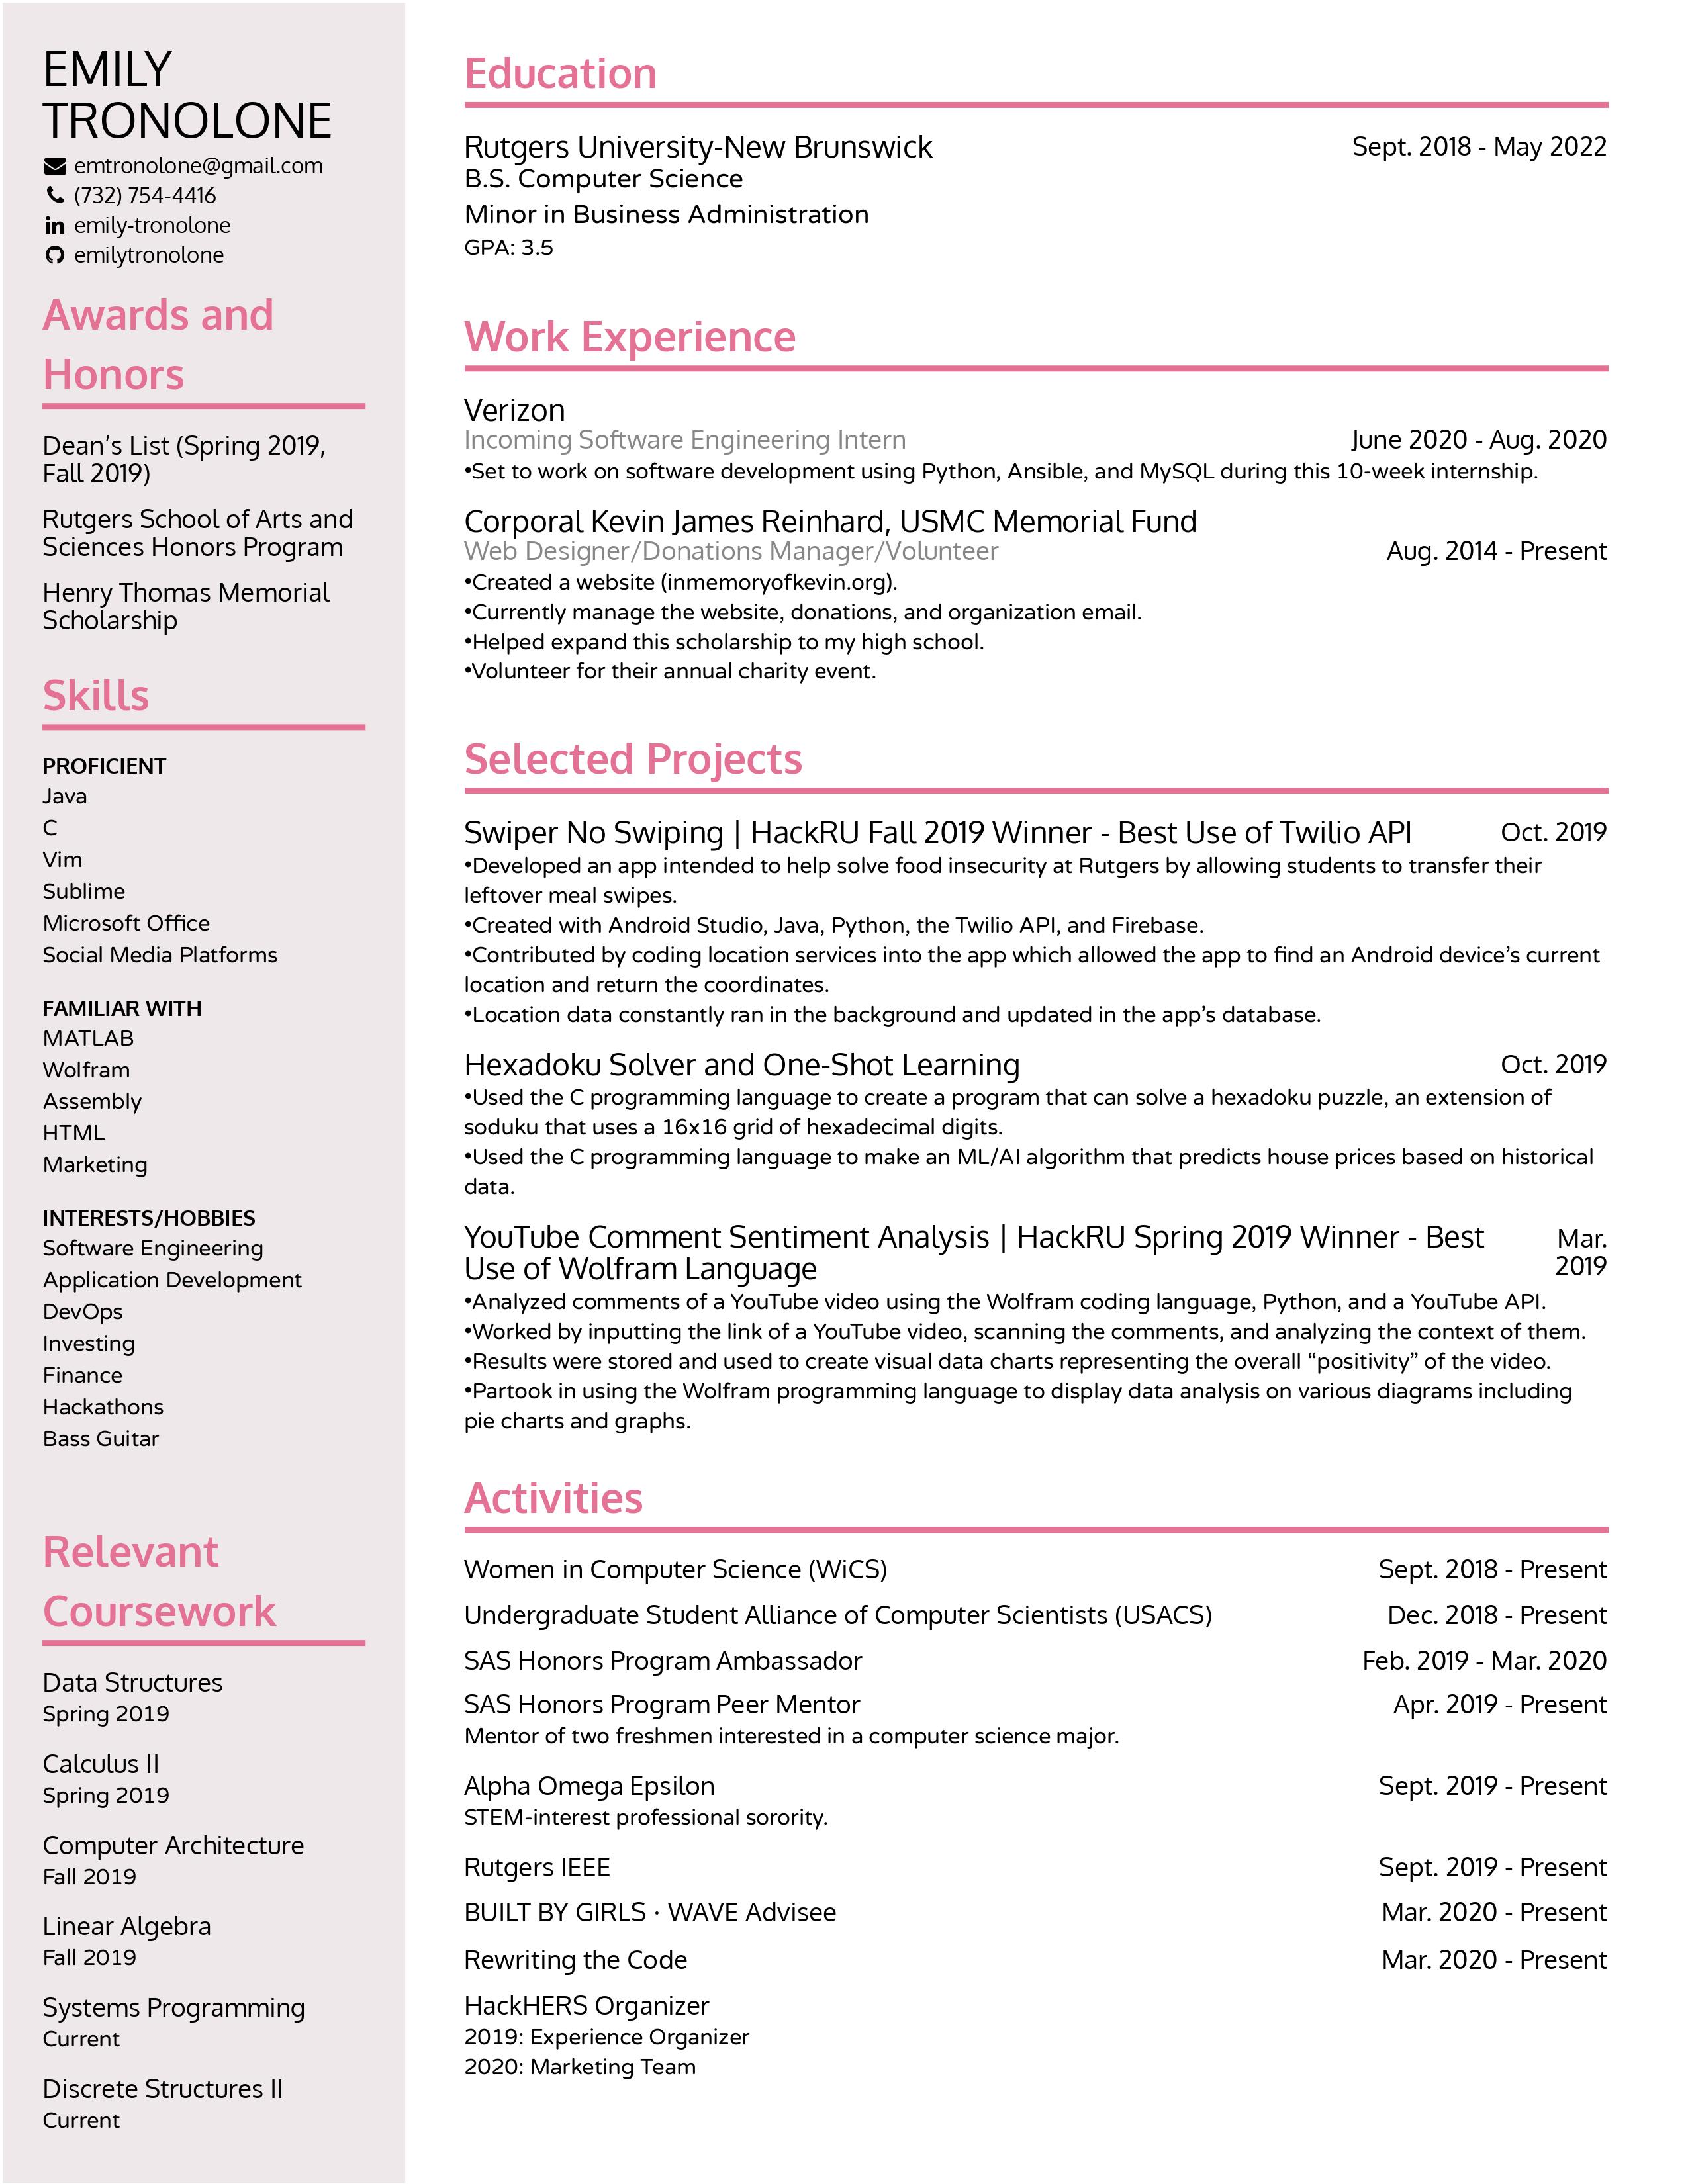 EMILY
TRONOLONE
emtronolone@gmail.com
(732) 754-4416
emily-tronolone
emilytronolone
Awards and
Honors
Dean’s List (Spring 2019,
Fall 2019)
Rutgers School of Arts and
Sciences Honors Program
Henry Thomas Memorial
Scholarship
Skills
PROFICIENT
Java
C
Vim
Sublime
Microsoft Office
Social Media Platforms
FAMILIAR WITH
MATLAB
Wolfram
Assembly
HTML
Marketing
INTERESTS/HOBBIES
Software Engineering
Application Development
DevOps
Investing
Finance
Hackathons
Bass Guitar
Relevant
Coursework
Data Structures
Spring 2019
Calculus II
Spring 2019
Computer Architecture
Fall 2019
Linear Algebra
Fall 2019
Systems Programming
Current
Discrete Structures II
Current
Education
Rutgers University-New Brunswick Sept. 2018 - May 2022
B.S. Computer Science
Minor in Business Administration
GPA: 3.5
Work Experience
Verizon
Incoming Software Engineering Intern June 2020 - Aug. 2020
•Set to work on software development using Python, Ansible, and MySQL during this 10-week internship.
Corporal Kevin James Reinhard, USMC Memorial Fund
Web Designer/Donations Manager/Volunteer Aug. 2014 - Present
•Created a website (inmemoryofkevin.org).
•Currently manage the website, donations, and organization email.
•Helped expand this scholarship to my high school.
•Volunteer for their annual charity event.
Selected Projects
Swiper No Swiping | HackRU Fall 2019 Winner - Best Use of Twilio API Oct. 2019
•Developed an app intended to help solve food insecurity at Rutgers by allowing students to transfer their
leftover meal swipes.
•Created with Android Studio, Java, Python, the Twilio API, and Firebase.
•Contributed by coding location services into the app which allowed the app to find an Android device’s current
location and return the coordinates.
•Location data constantly ran in the background and updated in the app’s database.
Hexadoku Solver and One-Shot Learning Oct. 2019
•Used the C programming language to create a program that can solve a hexadoku puzzle, an extension of
soduku that uses a 16x16 grid of hexadecimal digits.
•Used the C programming language to make an ML/AI algorithm that predicts house prices based on historical
data.
YouTube Comment Sentiment Analysis | HackRU Spring 2019 Winner - Best Mar.
Use of Wolfram Language 2019
•Analyzed comments of a YouTube video using the Wolfram coding language, Python, and a YouTube API.
•Worked by inputting the link of a YouTube video, scanning the comments, and analyzing the context of them.
•Results were stored and used to create visual data charts representing the overall “positivity” of the video.
•Partook in using the Wolfram programming language to display data analysis on various diagrams including
pie charts and graphs.
Activities
Women in Computer Science (WiCS) Sept. 2018 - Present
Undergraduate Student Alliance of Computer Scientists (USACS) Dec. 2018 - Present
SAS Honors Program Ambassador Feb. 2019 - Mar. 2020
SAS Honors Program Peer Mentor Apr. 2019 - Present
Mentor of two freshmen interested in a computer science major.
Alpha Omega Epsilon Sept. 2019 - Present
STEM-interest professional sorority.
Rutgers IEEE Sept. 2019 - Present
BUILT BY GIRLS · WAVE Advisee Mar. 2020 - Present
Rewriting the Code Mar. 2020 - Present
HackHERS Organizer
2019: Experience Organizer
2020: Marketing Team